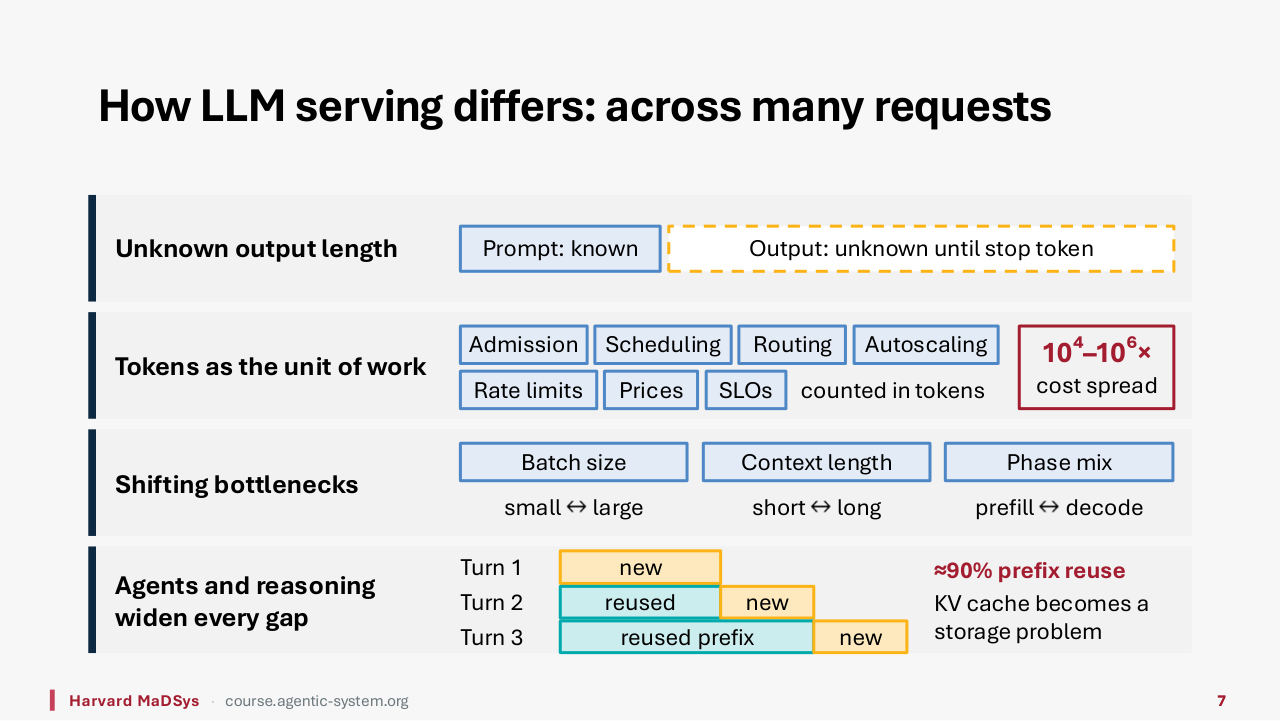 How LLM serving differs: across many requests
Unknown output length
Prompt: known
Output: unknown until stop token
Tokens as the unit of work
Admission
Scheduling
Routing
Autoscaling
Rate limits
Prices
SLOs
counted in tokens
10⁴–10⁶×
cost spread
Shifting bottlenecks
Batch size
Context length
Phase mix
small ↔ large
short ↔ long
prefill ↔ decode
Agents and reasoning
widen every gap
Turn 1
new
Turn 2
reused
new
Turn 3
reused prefix
new
≈90% prefix reuse
KV cache becomes a
storage problem
Harvard MaDSys · course.agentic-system.org
7